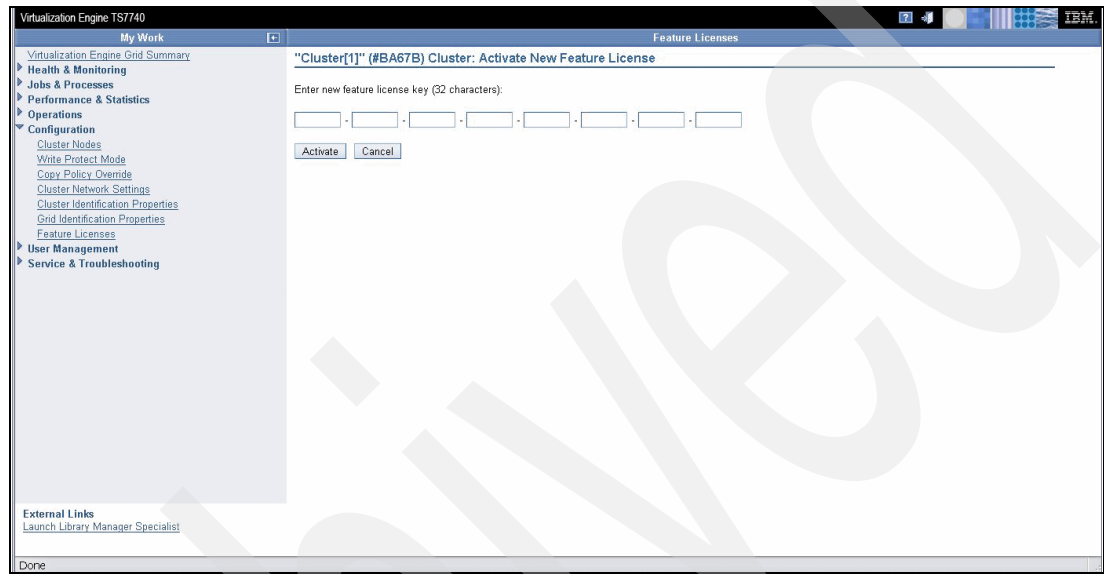 Virtualization Engine TS7740
? IBM.
My Work
Feature Licenses
Virtualization Engine Grid Summary
Health & Monitoring
Jobs & Processes
Performance & Statistics
Operations
Configuration
Cluster Nodes
Write Protect Mode
Copy Policy Override
Cluster Network Settings
Cluster Identification Properties
Grid Identification Properties
Feature Licenses
User Management
Service & Troubleshooting
External Links
Launch Library Manager Specialist
"Cluster[1]" (#BA67B) Cluster: Activate New Feature License
Enter new feature license key (32 characters):
- - - - - - -
Activate Cancel
Done
hived